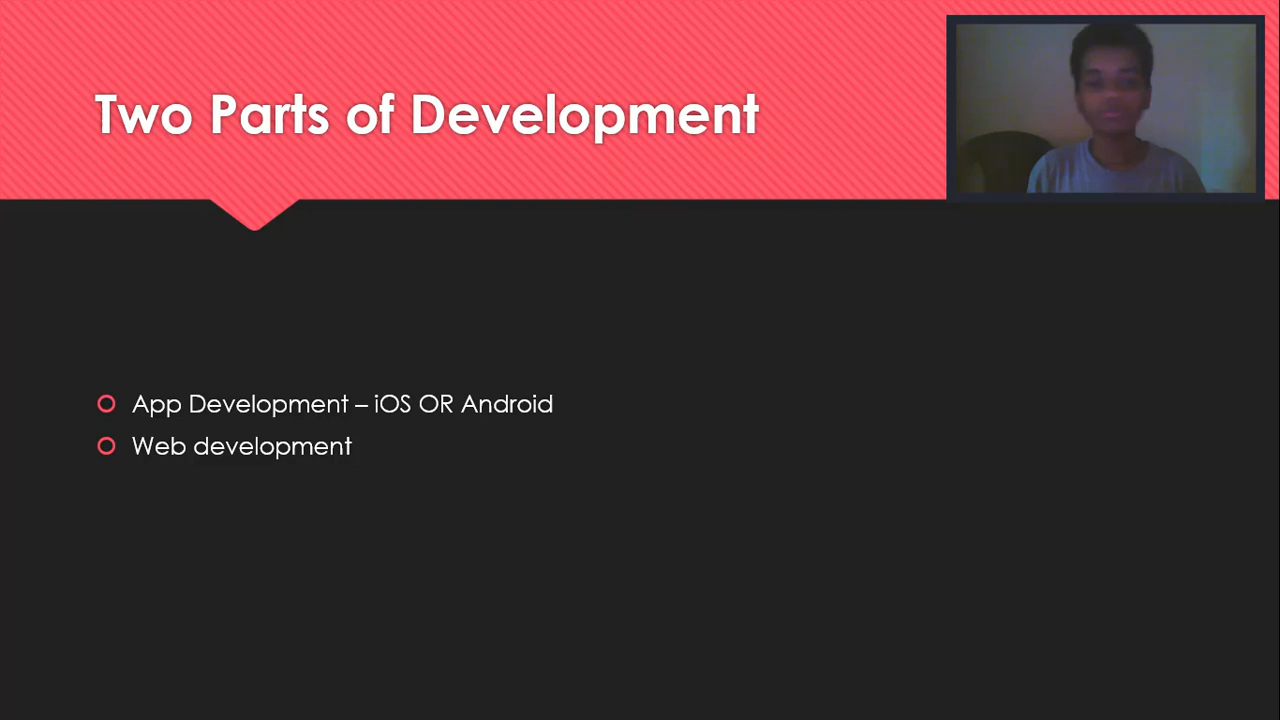 Two Parts of Development
App Development – iOS OR Android
Web development